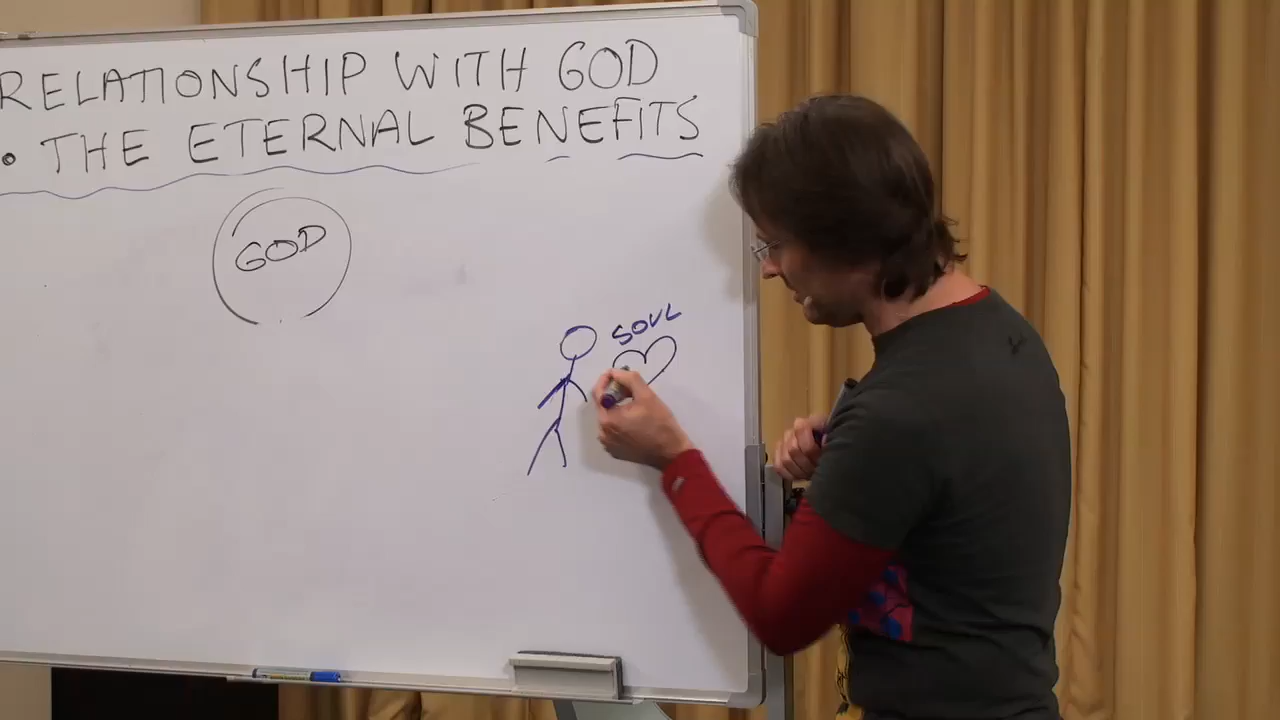 RELATIONSHIP WITH GOD
• THE ETERNAL BENEFITS
GOD
SOUL